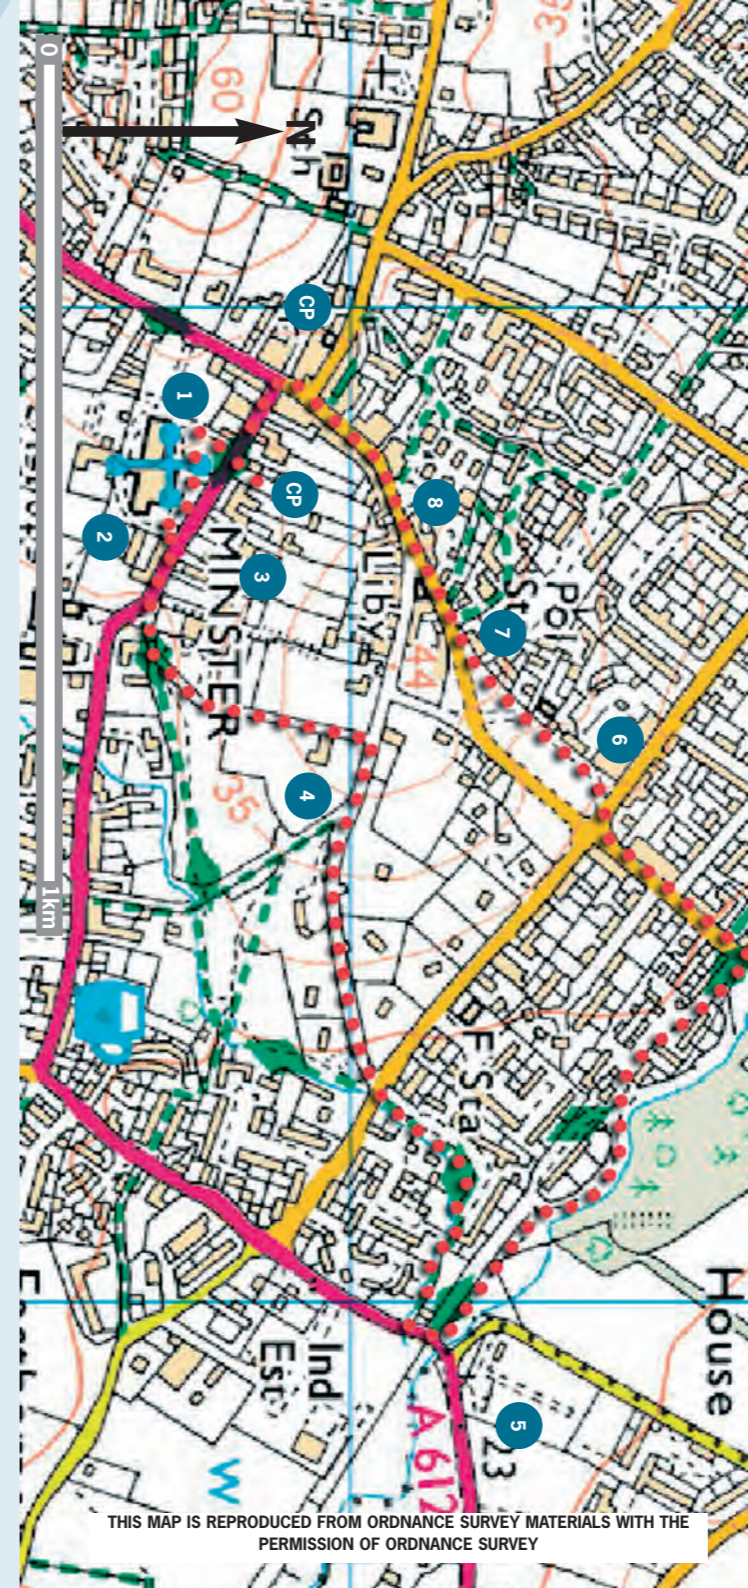 0
1km
N
60
35
Sch
CP
CP
1
2
3
4
5
6
7
8
MINSTER
Liby
Pol
Sta
44
35
F Sta
House
Ind
Est
A 612
23
W
THIS MAP IS REPRODUCED FROM ORDNANCE SURVEY MATERIALS WITH THE
PERMISSION OF ORDNANCE SURVEY